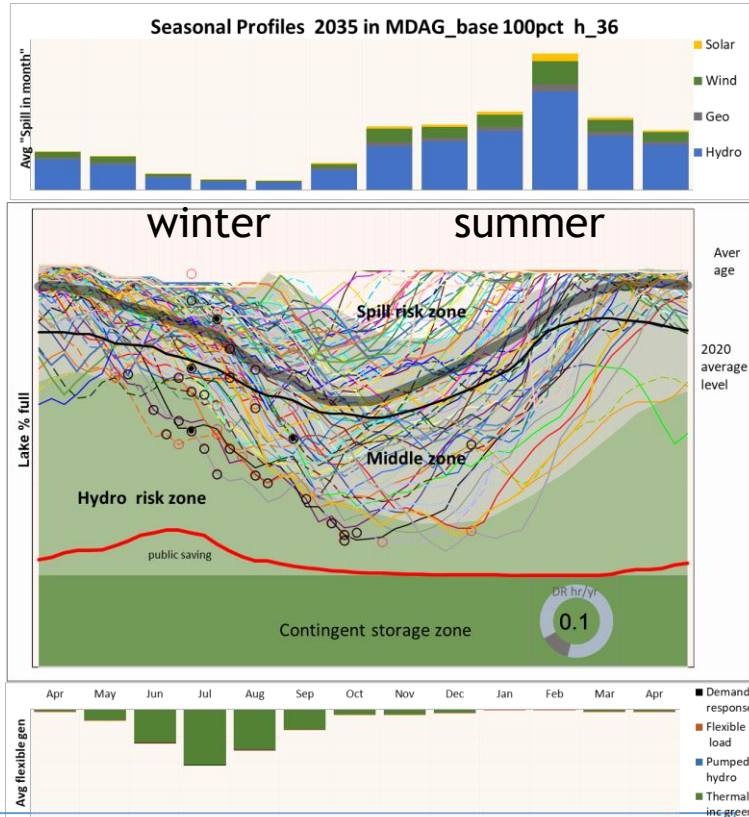 Seasonal Profiles 2035 in MDAG_base 100pct h_36
Avg "Spill in month"
Solar
Wind
Geo
Hydro
winter summer
Aver
age
Spill risk zone
2020
average
level
Lake % full
Middle zone
Hydro risk zone
public saving
DR hr/yr
0.1
Contingent storage zone
Apr May Jun Jul Aug Sep Oct Nov Dec Jan Feb Mar Apr
Avg flexible gen
Demand
response
Flexible
load
Pumped
hydro
Thermal
inc green